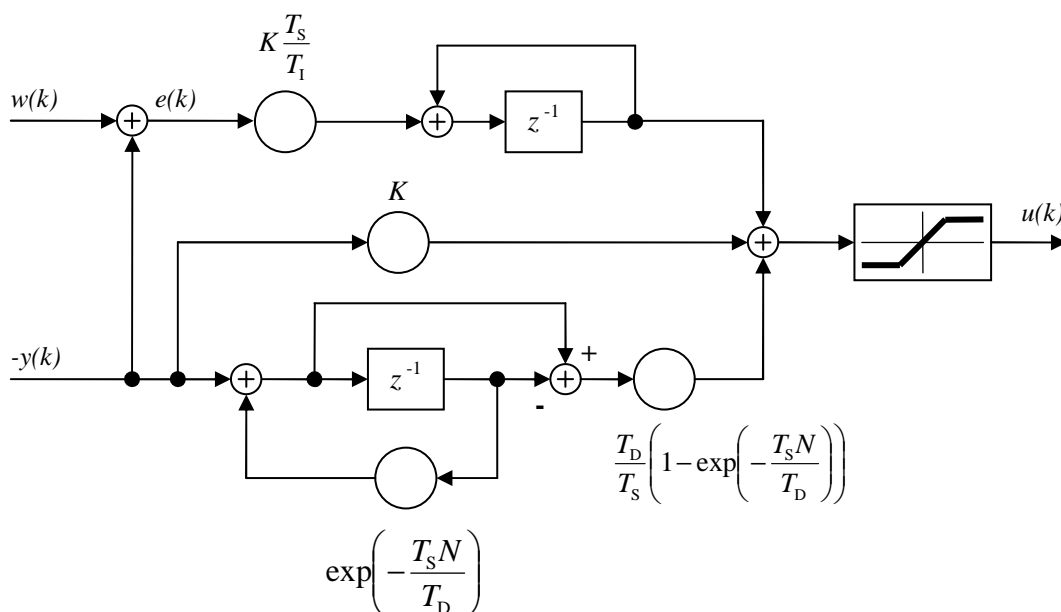 K T_S/T_I
w(k)
e(k)
+
+
z^{-1}
K
+
u(k)
-y(k)
+
z^{-1}
+
+
-
T_D/T_S (1 - exp(- T_S N/T_D))
exp(- T_S N/T_D)